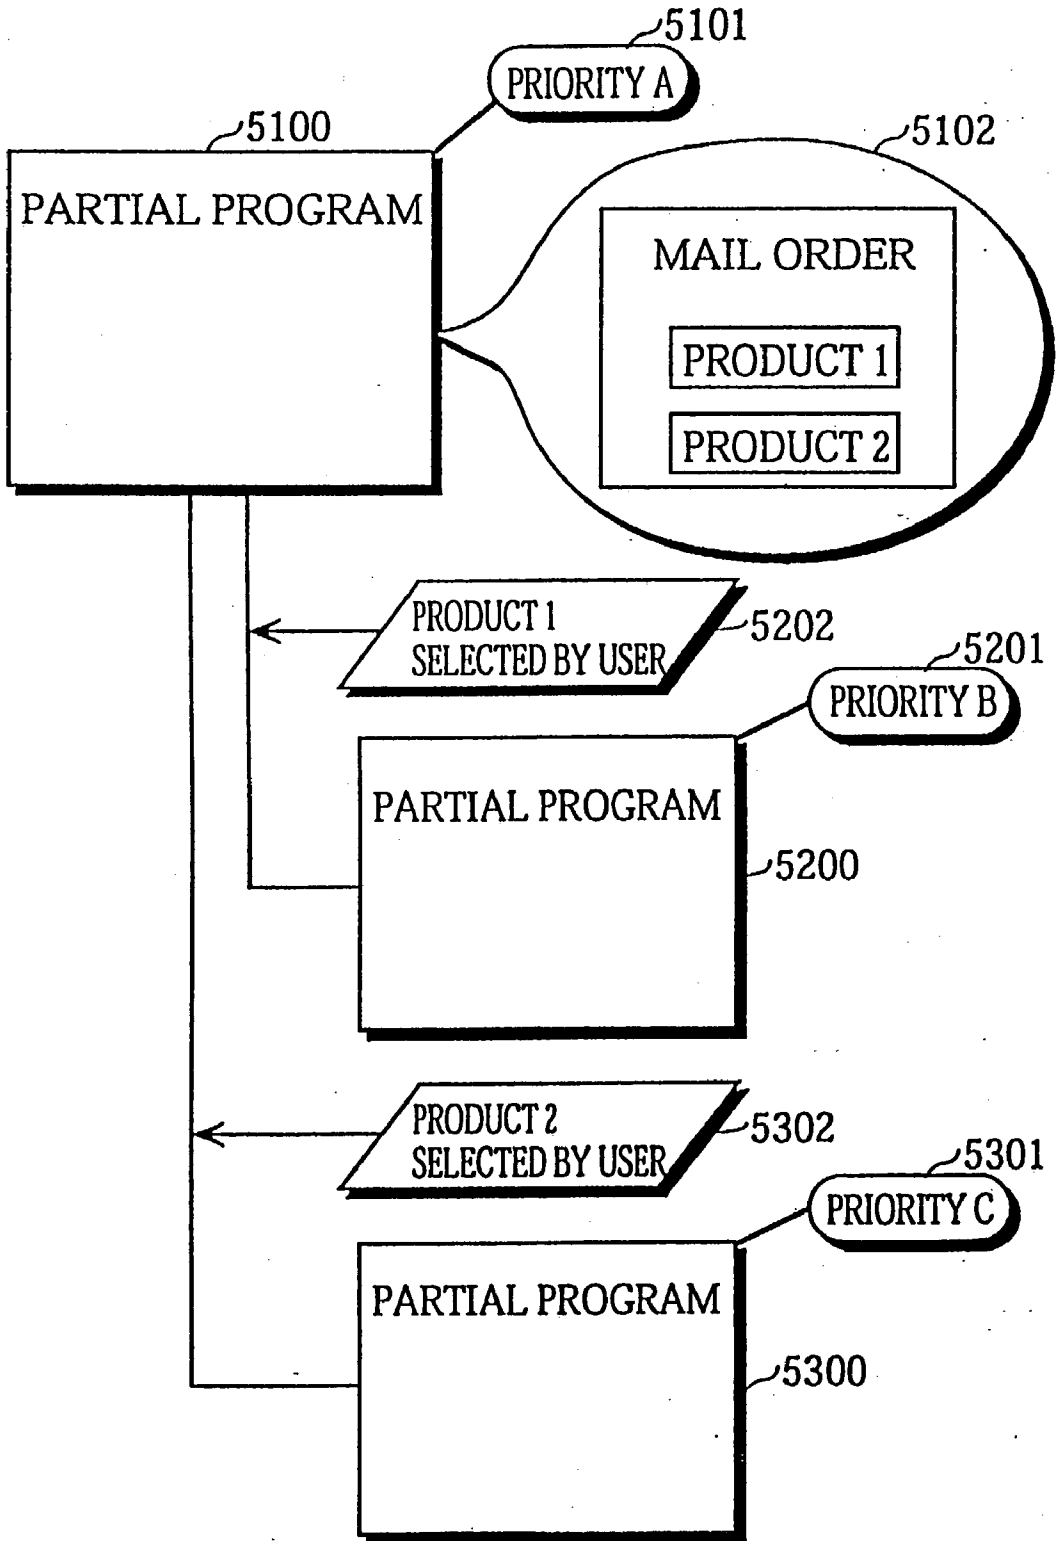 5101
PRIORITY A
5100
5102
PARTIAL PROGRAM
MAIL ORDER
PRODUCT 1
PRODUCT 2
PRODUCT 1
SELECTED BY USER
5202
5201
PRIORITY B
PARTIAL PROGRAM
5200
PRODUCT 2
SELECTED BY USER
5302
5301
PRIORITY C
PARTIAL PROGRAM
5300